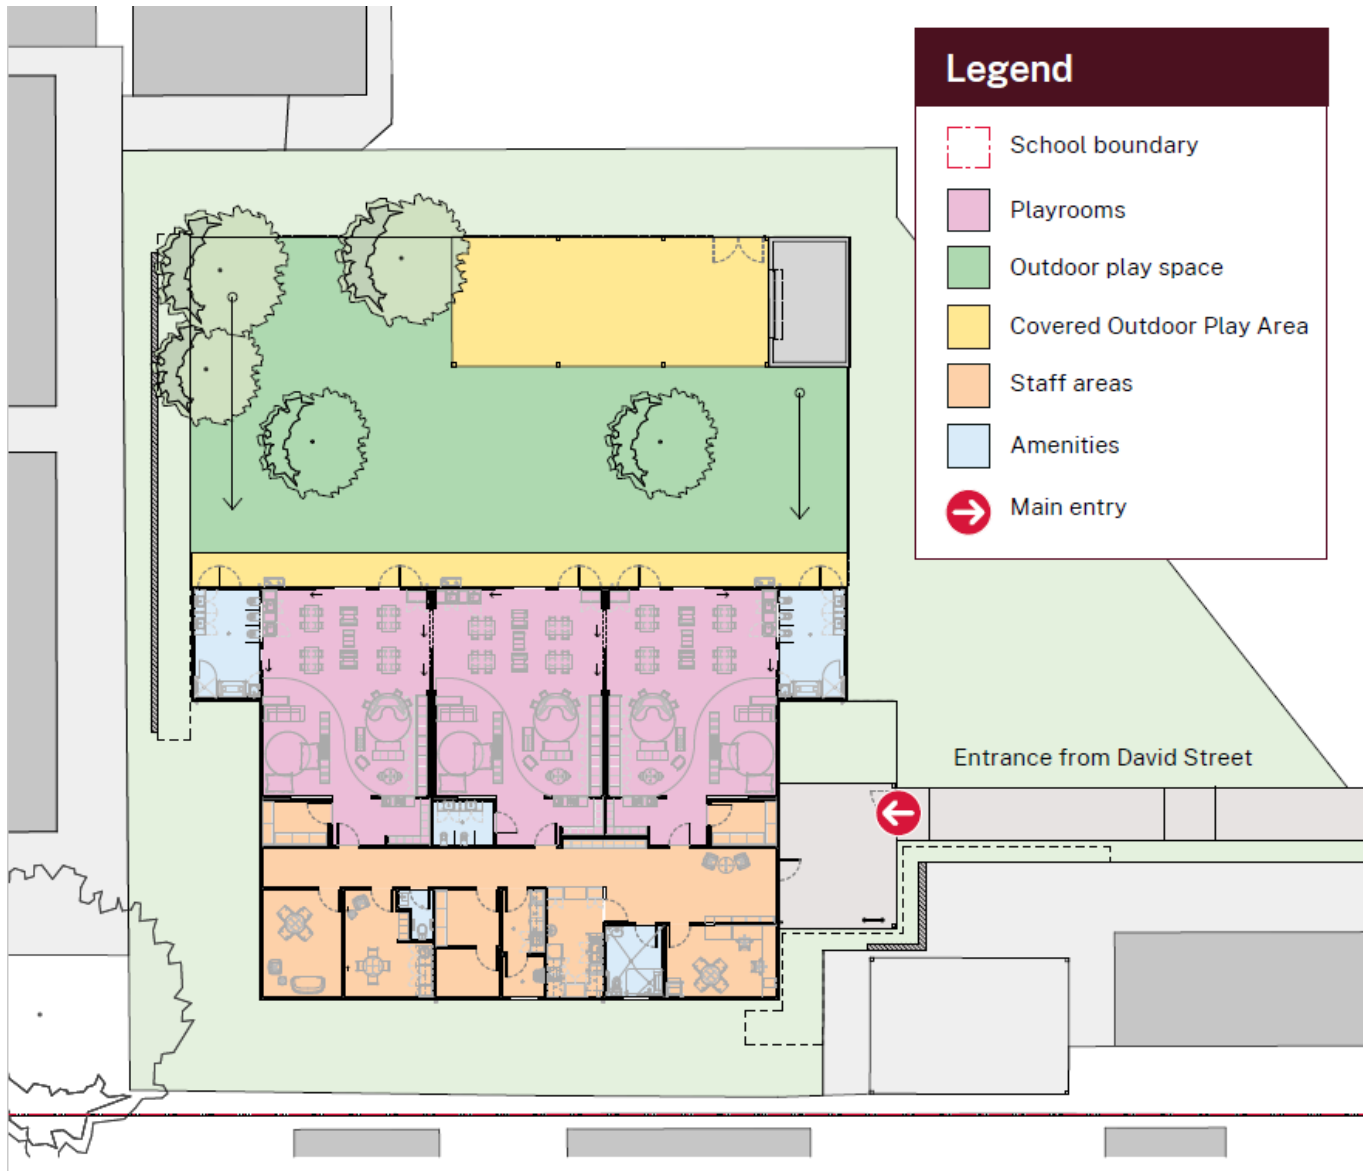 Legend
School boundary
Playrooms
Outdoor play space
Covered Outdoor Play Area
Staff areas
Amenities
Main entry
Entrance from David Street